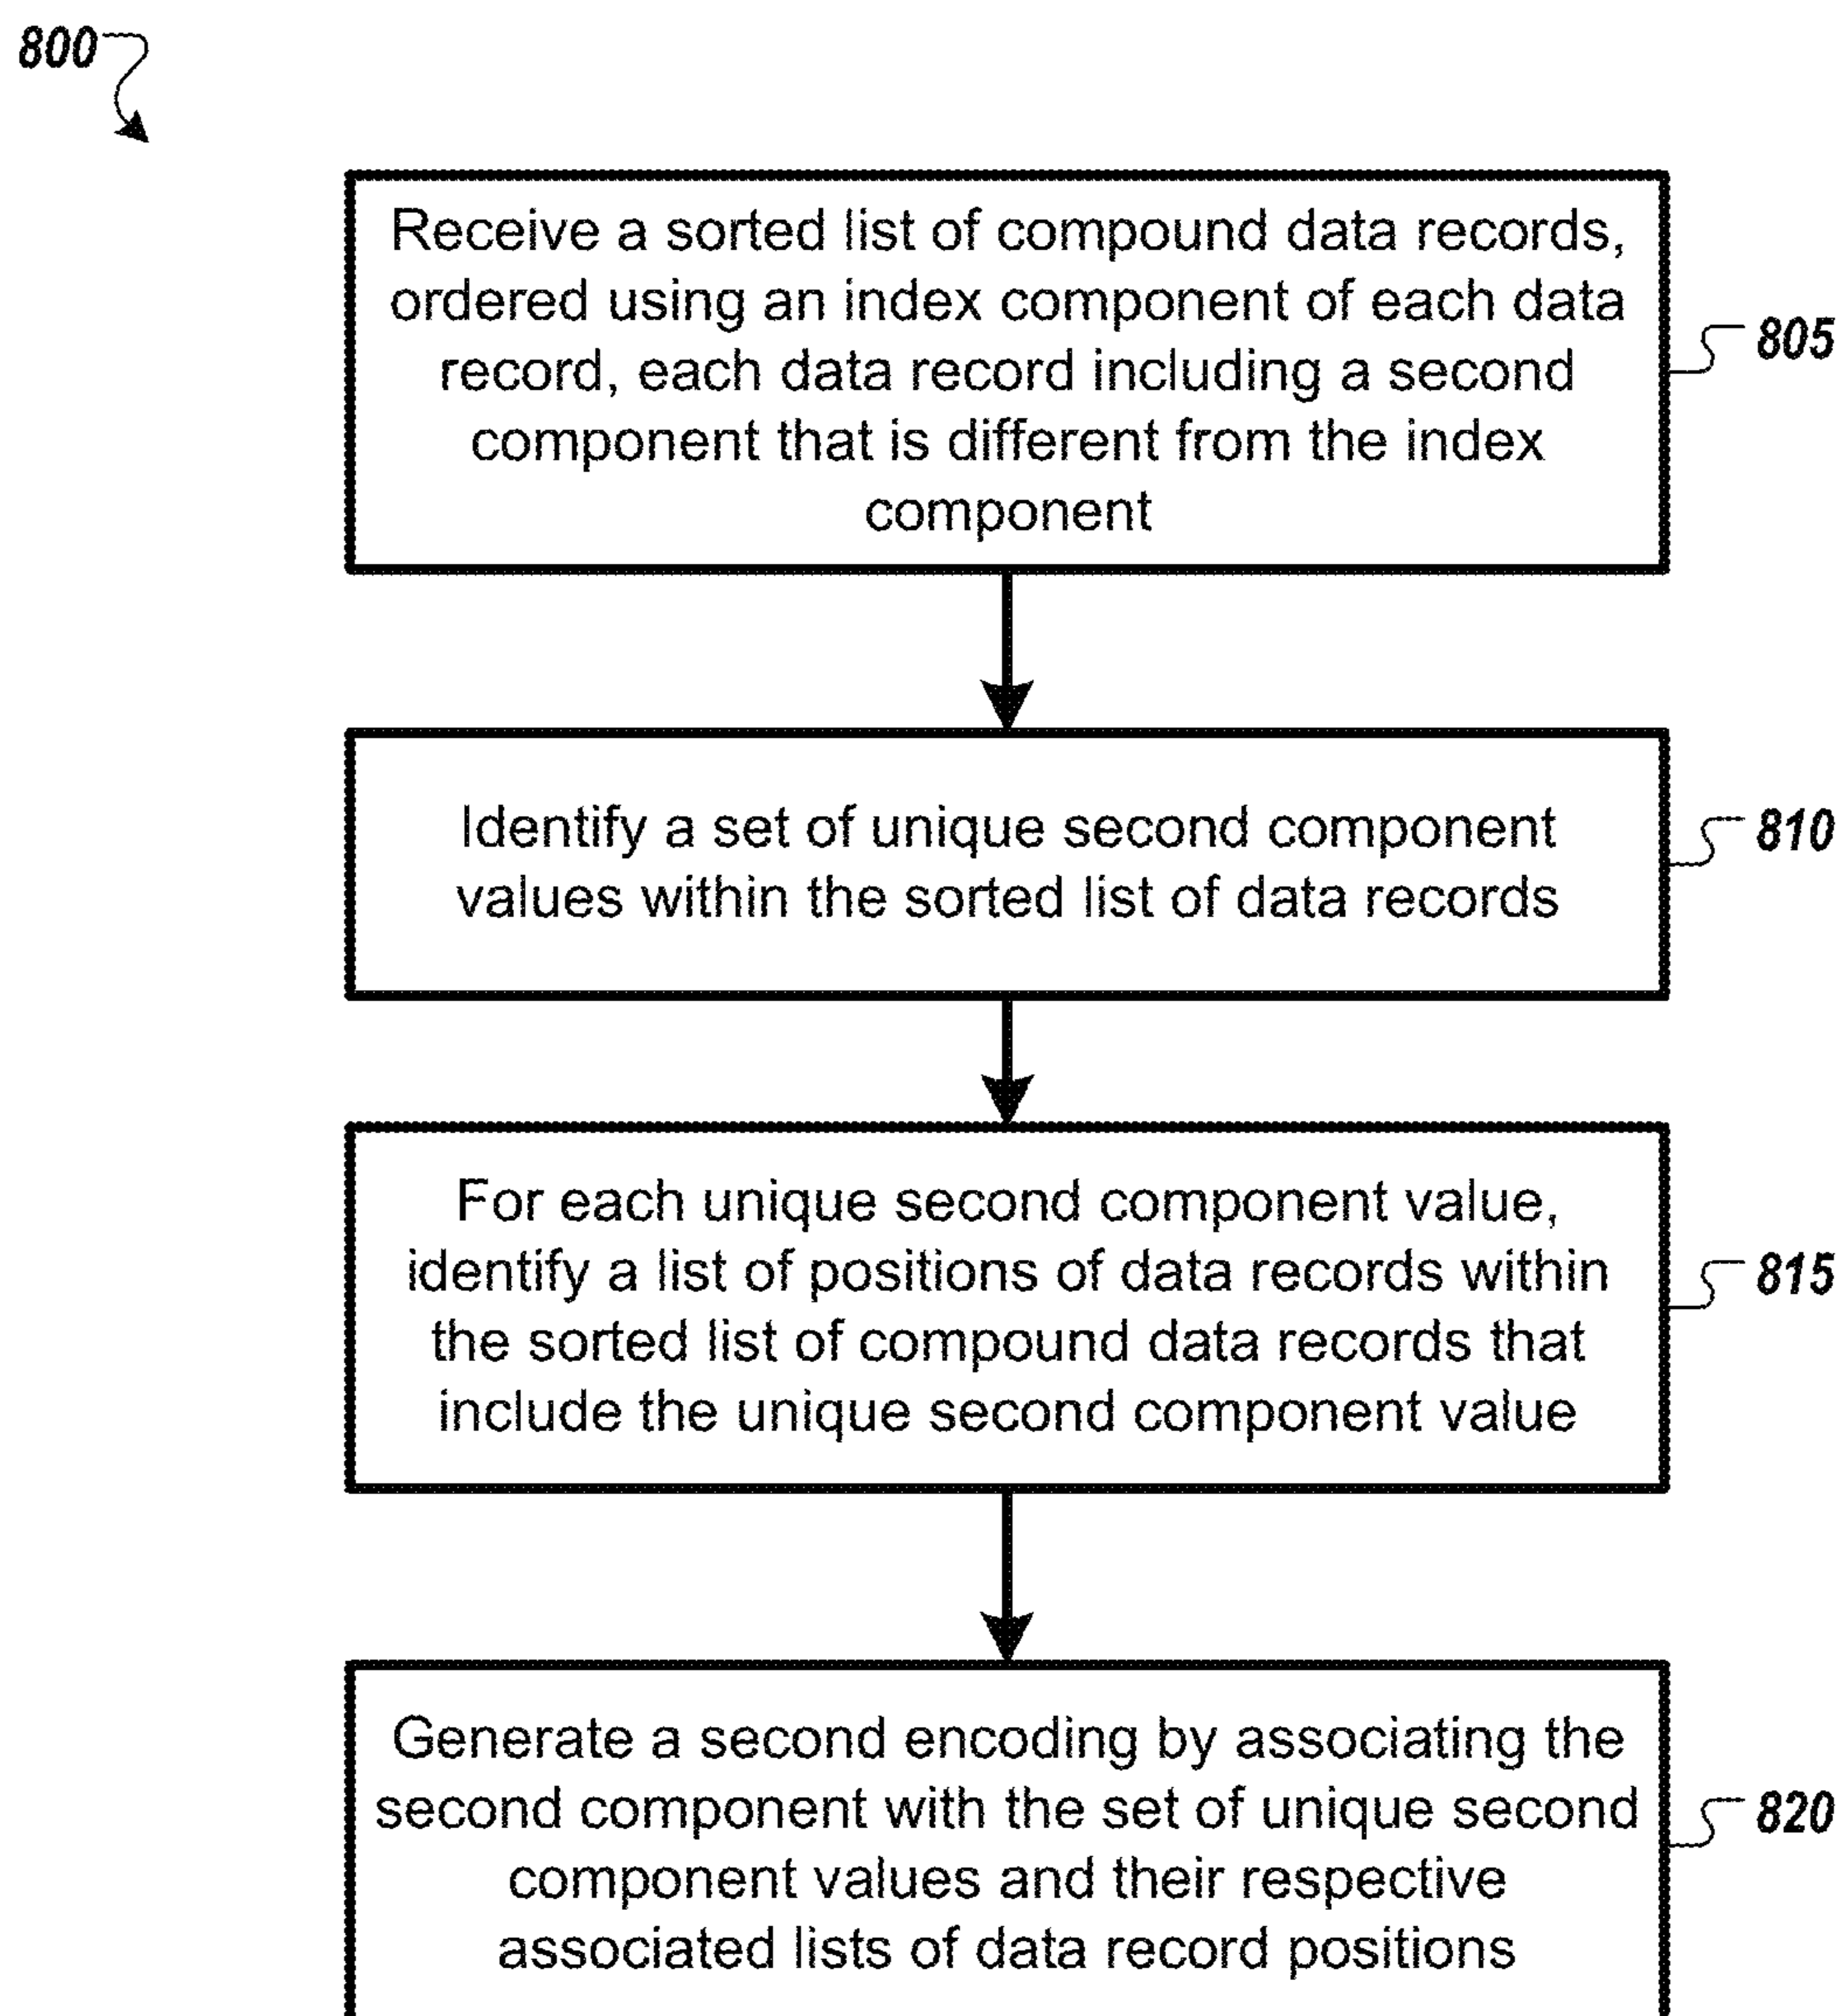 800
Receive a sorted list of compound data records,
ordered using an index component of each data
record, each data record including a second
component that is different from the index
component
805
Identify a set of unique second component
values within the sorted list of data records
810
For each unique second component value,
identify a list of positions of data records within
the sorted list of compound data records that
include the unique second component value
815
Generate a second encoding by associating the
second component with the set of unique second
component values and their respective
associated lists of data record positions
820